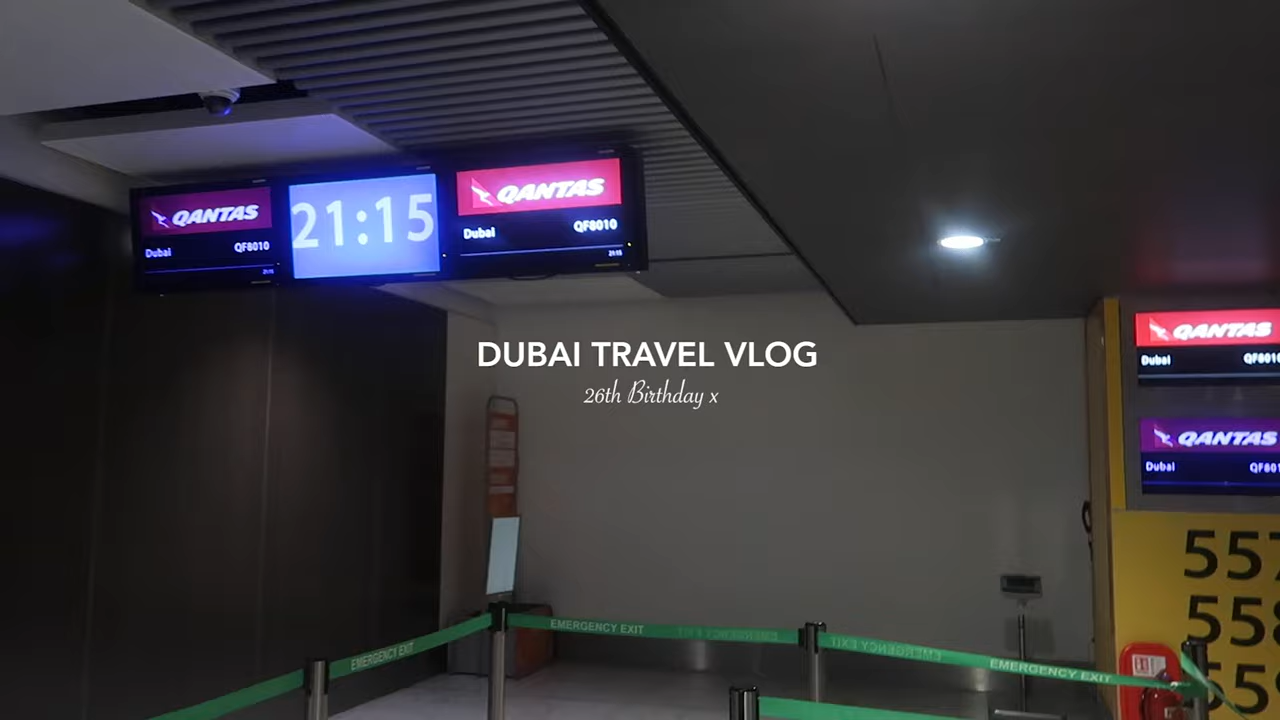 QANTAS
Dubai QF8010
21:15
21:15
QANTAS
Dubai QF8010
21:15
DUBAI TRAVEL VLOG
26th Birthday x
QANTAS
Dubai
QANTAS
Dubai
557
558
559
EMERGENCY EXIT
EMERGENCY EXIT
EMERGENCY EXIT
EMERGENCY EXIT
EMERGENCY EXIT